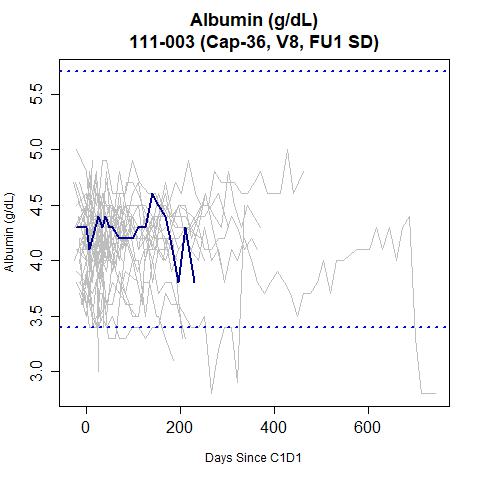 Albumin (g/dL)
111-003 (Cap-36, V8, FU1 SD)
Albumin (g/dL)
5.5
5.0
4.5
4.0
3.5
3.0
0 200 400 600
Days Since C1D1